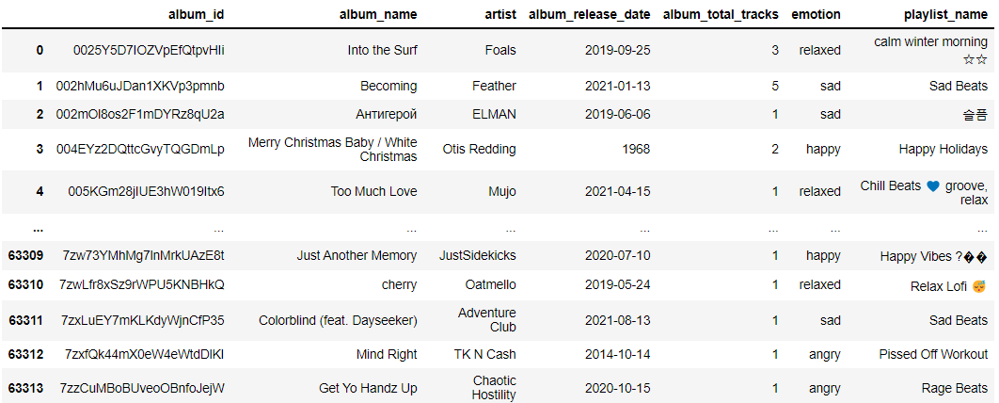 album_id album_name artist album_release_date album_total_tracks emotion playlist_name
0 0025Y5D7IOZVpEfQtpvHIi Into the Surf Foals 2019-09-25 3 relaxed calm winter morning ☆☆
1 002hMu6uJDan1XKVp3pmnb Becoming Feather 2021-01-13 5 sad Sad Beats
2 002mOl8os2F1mDYRz8qU2a Антигерой ELMAN 2019-06-06 1 sad 슬픔
3 004EYz2DQttcGvyTQGDmLp Merry Christmas Baby / White Christmas Otis Redding 1968 2 happy Happy Holidays
4 005KGm28jIUE3hW019Itx6 Too Much Love Mujo 2021-04-15 1 relaxed Chill Beats 💙 groove, relax
... ... ... ... ... ... ... ...
63309 7zw73YMhMg7InMrkUAzE8t Just Another Memory JustSidekicks 2020-07-10 1 happy Happy Vibes ?��
63310 7zwLfr8xSz9rWPU5KNBHkQ cherry Oatmello 2019-05-24 1 relaxed Relax Lofi 😴
63311 7zxLuEY7mKLKdyWjnCfP35 Colorblind (feat. Dayseeker) Adventure Club 2021-08-13 1 sad Sad Beats
63312 7zxfQk44mX0eW4eWtdDIKI Mind Right TK N Cash 2014-10-14 1 angry Pissed Off Workout
63313 7zzCuMBoBUveoOBnfoJejW Get Yo Handz Up Chaotic Hostility 2020-10-15 1 angry Rage Beats